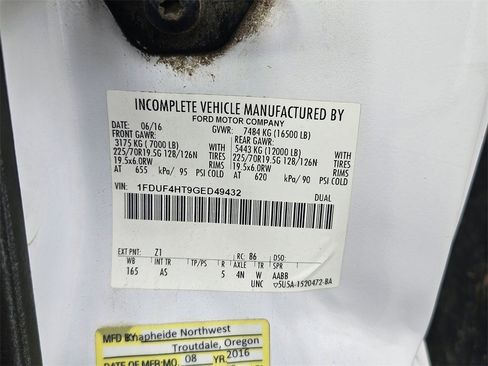 INCOMPLETE VEHICLE MANUFACTURED BY
FORD MOTOR COMPANY
DATE: 06/16 GVWR: 7484 KG (16500 LB)
FRONT GAWR: REAR GAWR:
3175 KG ( 7000 LB) WITH 5443 KG (12000 LB) WITH
225/70R19.5G 128/126N TIRES 225/70R19.5G 128/126N TIRES
19.5x6.0RW RIMS 19.5x6.0RW RIMS
AT 655 kPa/ 95 PSI COLD AT 620 kPa/ 90 PSI COLD
VIN: 1FDUF4HT9GED49432 DUAL
EXT PNT: Z1 RC: 86 DSO:
WB INT TR TP/PS R AXLE TR SPR
165 AS 5 4N W AABB
UNC 5U5A-1520472-BA
MFD BY Knapheide Northwest
Troutdale, Oregon
DATE OF MFR: MO. 08 YR. 2016